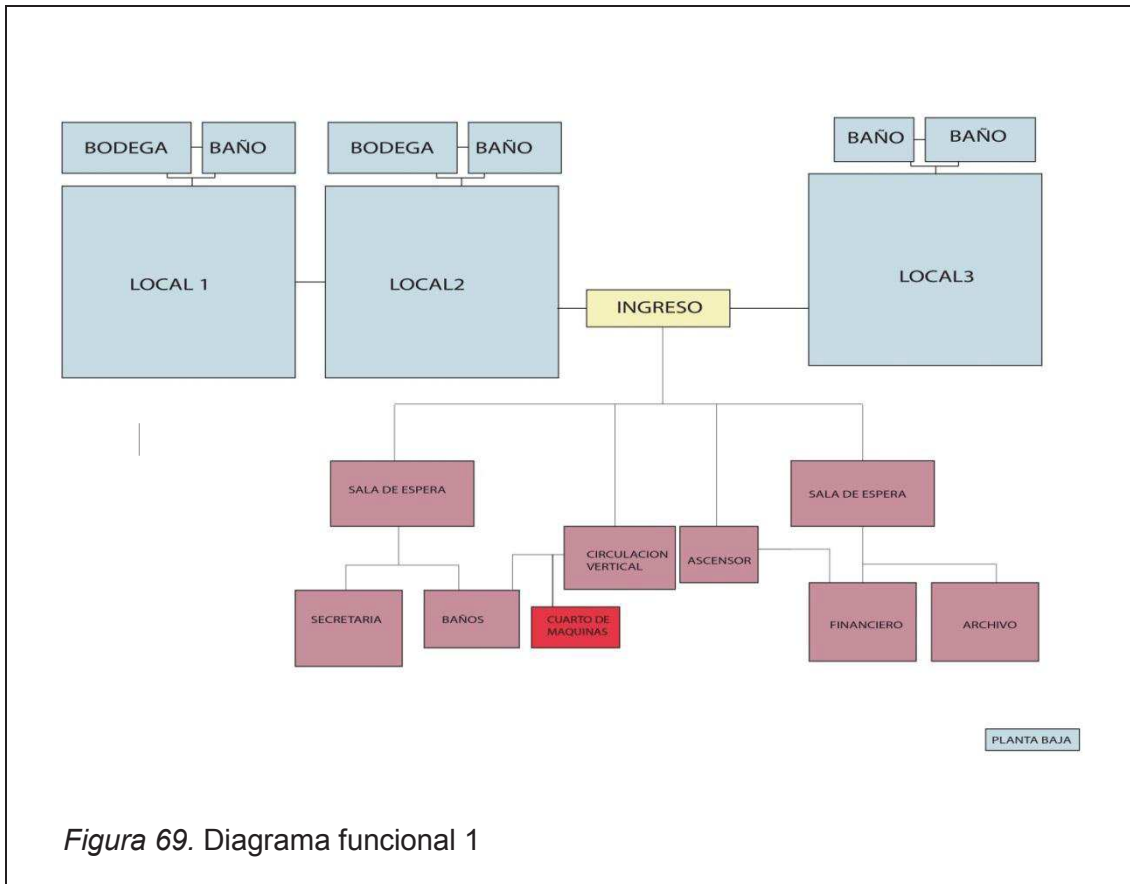 BODEGA
BAÑO
BODEGA
BAÑO
BAÑO
BAÑO
LOCAL 1
LOCAL2
LOCAL3
INGRESO
SALA DE ESPERA
SALA DE ESPERA
CIRCULACION
VERTICAL
ASCENSOR
SECRETARIA
BAÑOS
CUARTO DE
MAQUINAS
FINANCIERO
ARCHIVO
PLANTA BAJA
Figura 69. Diagrama funcional 1